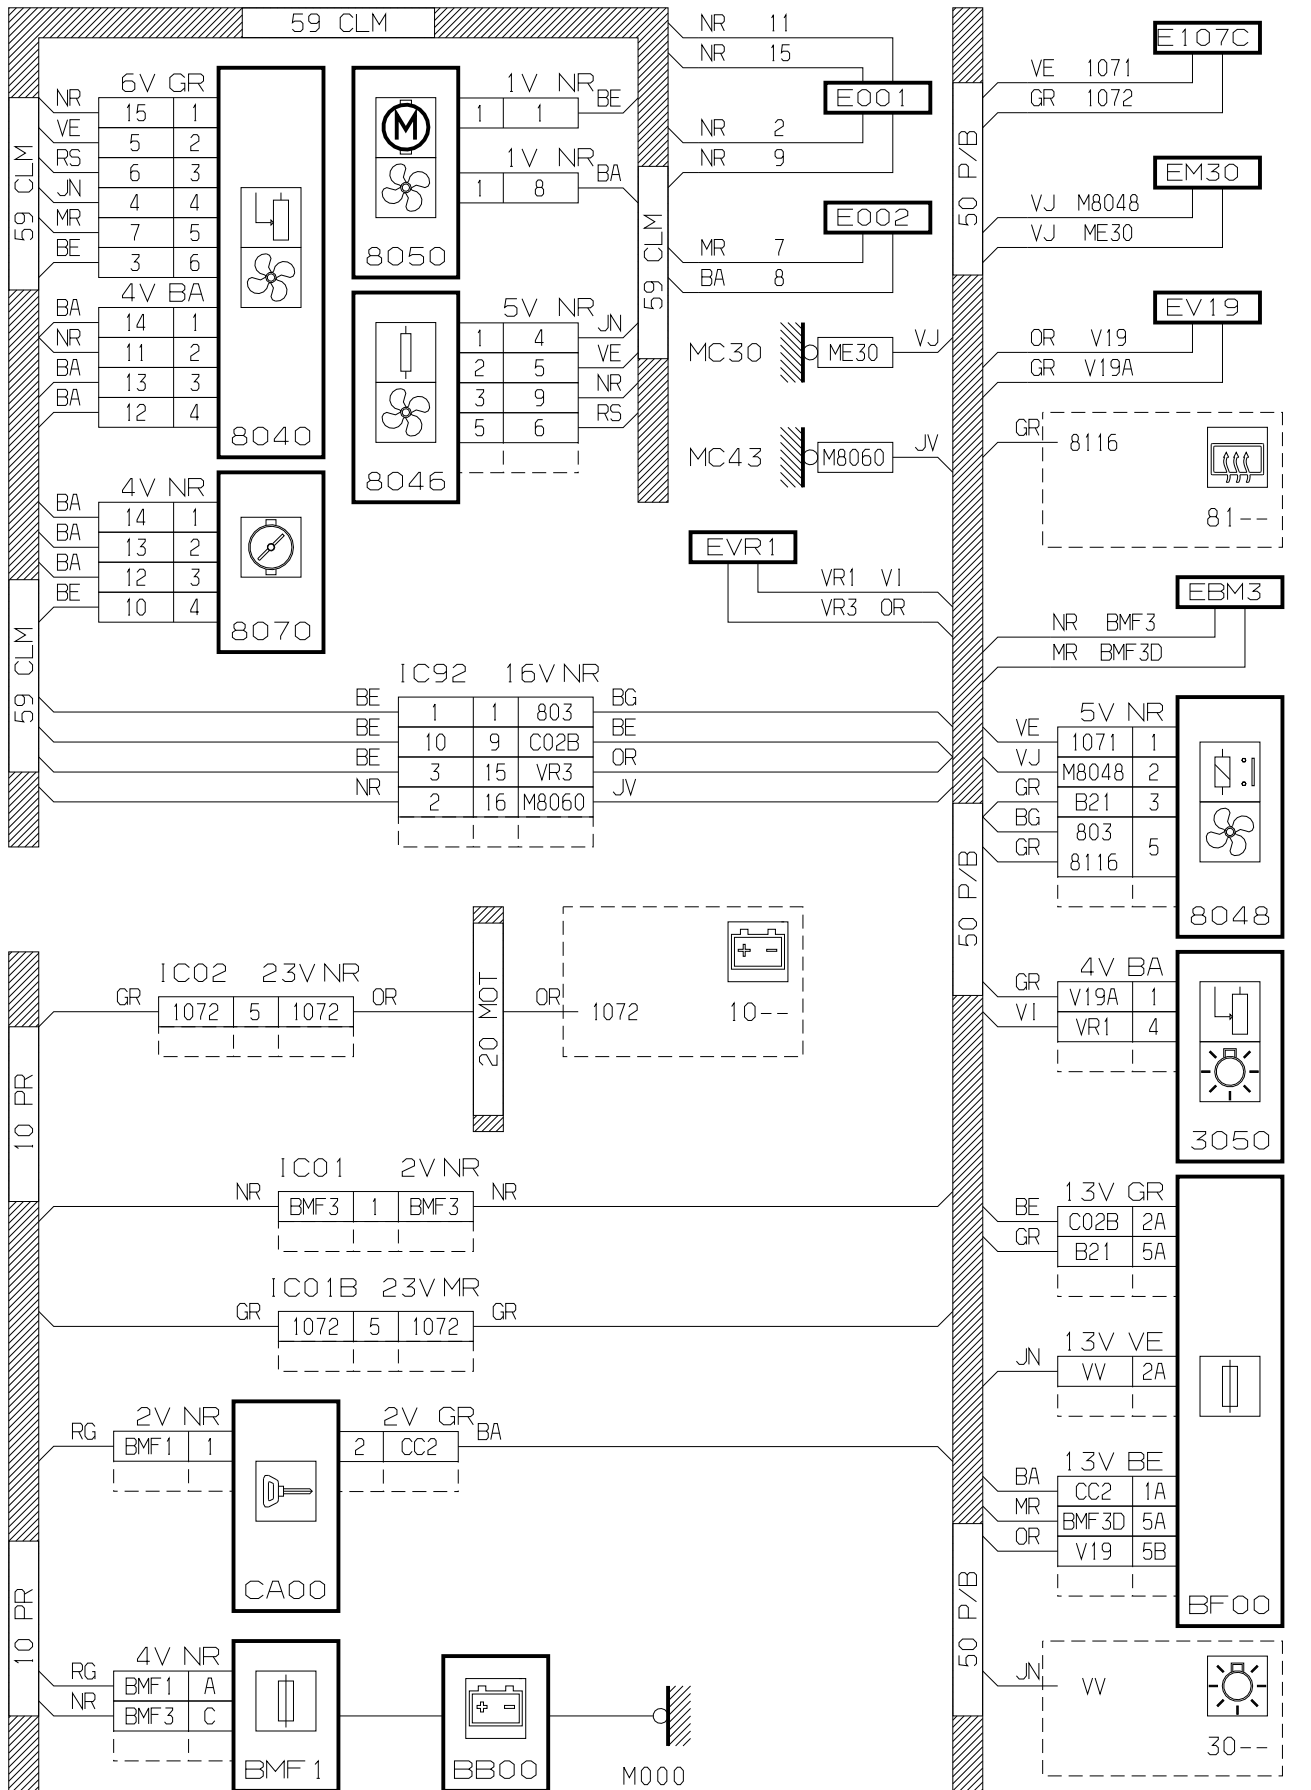 59 CLM
NR 11
NR 15
E001
NR 2
NR 9
E002
MR 7
BA 8
59 CLM
6V GR
NR 15 1
VE 5 2
RS 6 3
JN 4 4
MR 7 5
BE 3 6
4V BA
BA 14 1
NR 11 2
BA 13 3
BA 12 4
8040
1V NR
1 1 BE
1V NR
1 8 BA
8050
59 CLM
5V NR
1 4 JN
2 5 VE
3 9 NR
5 6 RS
8046
MC30 ME30 VJ
MC43 M8060 JV
4V NR
BA 14 1
BA 13 2
BA 12 3
BE 10 4
8070
59 CLM
EVR1
VR1 VI
VR3 OR
IC92 16V NR
BE 1 1 803 BG
BE 10 9 C02B BE
BE 3 15 VR3 OR
NR 2 16 M8060 JV
50 P/B
E107C
VE 1071
GR 1072
EM30
VJ M8048
VJ ME30
EV19
OR V19
GR V19A
GR 8116
81--
EBM3
NR BMF3
MR BMF3D
5V NR
VE 1071 1
VJ M8048 2
GR B21 3
BG 803 5
GR 8116
8048
50 P/B
4V BA
GR V19A 1
VI VR1 4
3050
10 PR
IC02 23V NR
GR 1072 5 1072 OR
20 MOT
OR 1072
10--
IC01 2V NR
NR BMF3 1 BMF3 NR
IC01B 23V MR
GR 1072 5 1072 GR
2V NR
RG BMF1 1
2V GR
2 CC2 BA
CA00
10 PR
4V NR
RG BMF1 A
NR BMF3 C
BMF1
BB00
M000
13V GR
BE C02B 2A
GR B21 5A
13V VE
JN VV 2A
13V BE
BA CC2 1A
MR BMF3D 5A
OR V19 5B
BF00
50 P/B
JN VV
30--